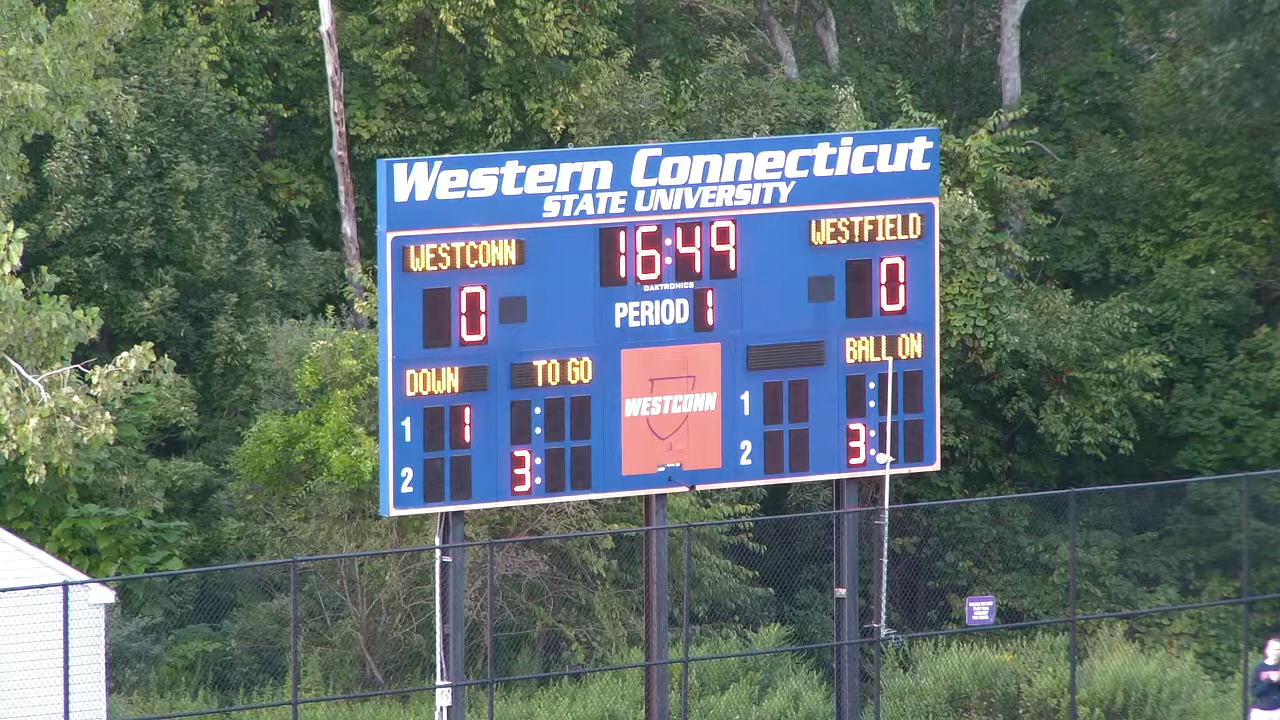 Western Connecticut
STATE UNIVERSITY
WESTCONN
16:49
WESTFIELD
DAKTRONICS
0
PERIOD 1
0
DOWN
TO GO
BALL ON
WESTCONN
1 1
1
2 3:
2 3: